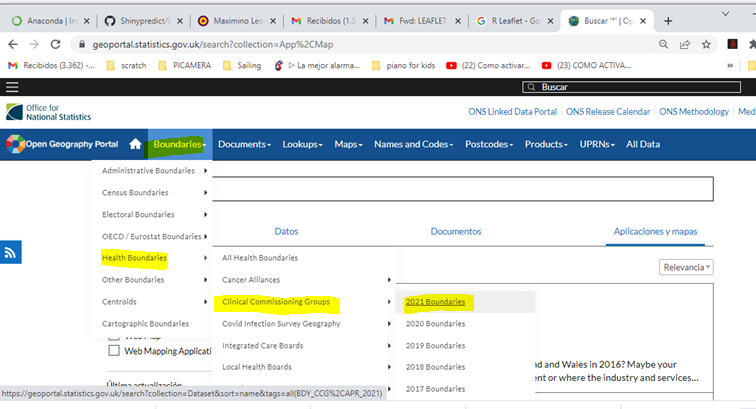 Anaconda | Ins
Shinypredict/
Maximino Leo
Recibidos (1.3
Fwd: LEAFLET
R Leaflet - Goo
Buscar '*' | Op
geoportal.statistics.gov.uk/search?collection=App%2CMap
Recibidos (3.362) -...
scratch
PICAMERA
Sailing
▷ La mejor alarma...
piano for kids
(22) Como activar...
(23) COMO ACTIVA...
Buscar
Office for
National Statistics
ONS Linked Data Portal
ONS Release Calendar
ONS Methodology
Med
Open Geography Portal
Boundaries
Documents
Lookups
Maps
Names and Codes
Postcodes
Products
UPRNs
All Data
Administrative Boundaries
Census Boundaries
Electoral Boundaries
OECD / Eurostat Boundaries
Health Boundaries
Other Boundaries
Centroids
Cartographic Boundaries
Datos
Documentos
Aplicaciones y mapas
Relevancia
All Health Boundaries
Cancer Alliances
Clinical Commissioning Groups
Covid Infection Survey Geography
Integrated Care Boards
Local Health Boards
2021 Boundaries
2020 Boundaries
2019 Boundaries
2018 Boundaries
2017 Boundaries
Web Map
Web Mapping Applicati
Última actualización
nd and Wales in 2016? Maybe your
ent or where the industry and services...
https://geoportal.statistics.gov.uk/search?collection=Dataset&sort=name&tags=all(BDY_CCG%2CAPR_2021)